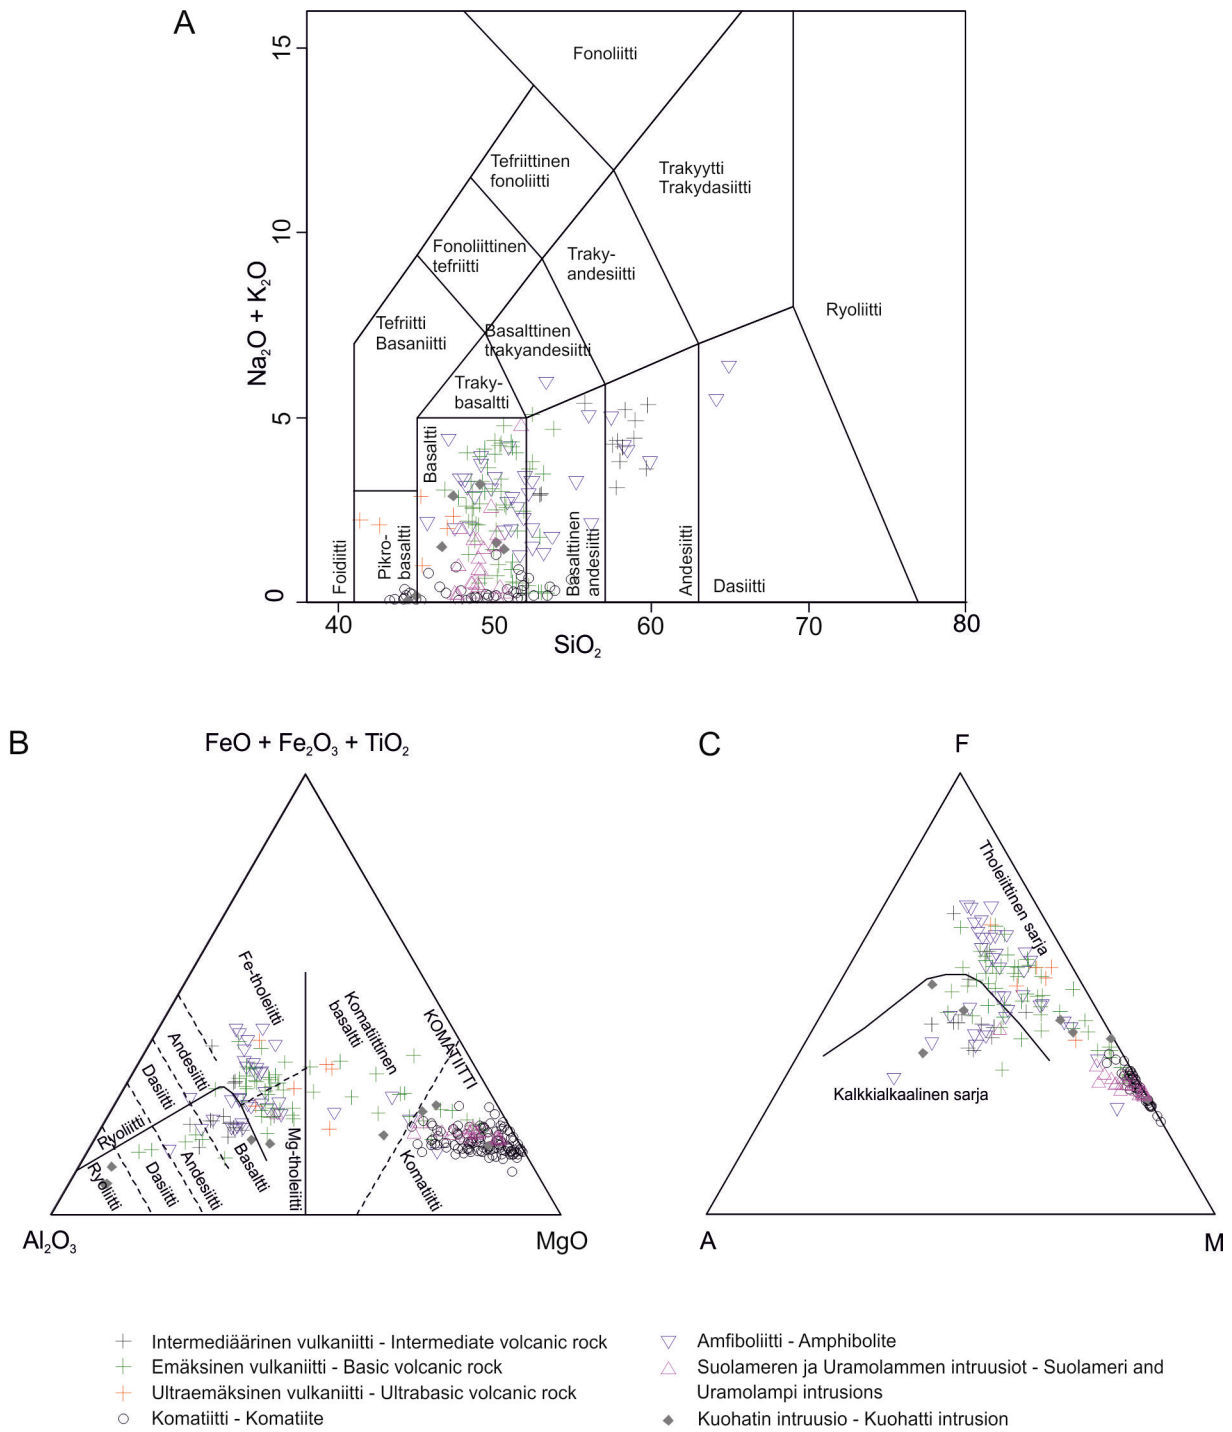 A
15
10
5
0
Na₂O + K₂O
Fonoliitti
Tefriittinen
fonoliitti
Trakyytti
Trakydasiitti
Fonoliittinen
tefriitti
Traky-
andesiitti
Tefriitti
Basaniitti
Basalttinen
trakyandesiitti
Ryoliitti
Traky-
basaltti
Foidiitti
Pikro-
basaltti
Basaltti
Basalttinen
andesiitti
Andesiitti
Dasiitti
40
50
60
70
80
SiO₂
B
FeO + Fe₂O₃ + TiO₂
Fe-tholeiitti
Komatiittinen
basaltti
KOMATIITTI
Andesiitti
Dasiitti
Ryoliitti
Ryoliitti
Dasiitti
Andesiitti
Basaltti
Mg-tholeiitti
Komatiitti
Al₂O₃
MgO
C
F
Tholeiittinen sarja
Kalkkialkaalinen sarja
A
M
Intermediäärinen vulkaniitti - Intermediate volcanic rock
Emäksinen vulkaniitti - Basic volcanic rock
Ultraemäksinen vulkaniitti - Ultrabasic volcanic rock
Komatiitti - Komatiite
Amfiboliitti - Amphibolite
Suolameren ja Uramolammen intruusiot - Suolameri and
Uramolampi intrusions
Kuohatin intruusio - Kuohatti intrusion